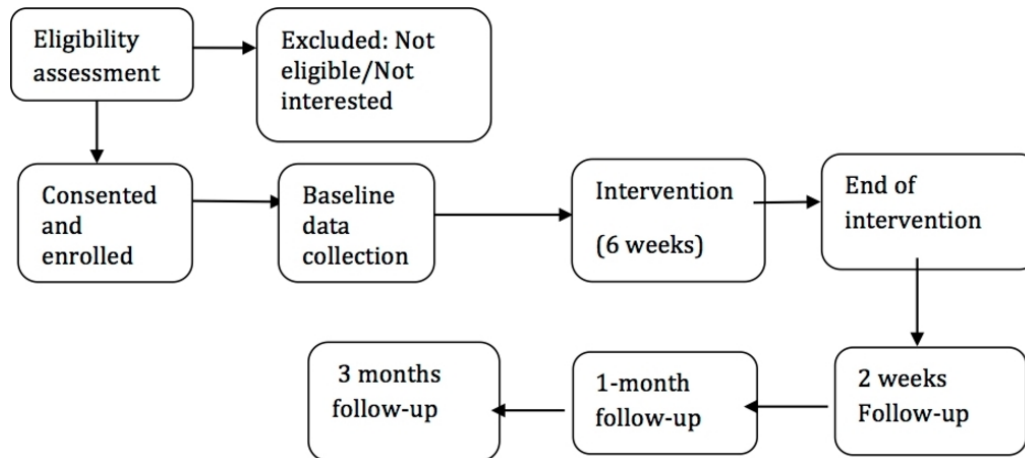 Eligibility
assessment
Excluded: Not
eligible/Not
interested
Consented
and
enrolled
Baseline
data
collection
Intervention
(6 weeks)
End of
intervention
2 weeks
Follow-up
1-month
follow-up
3 months
follow-up